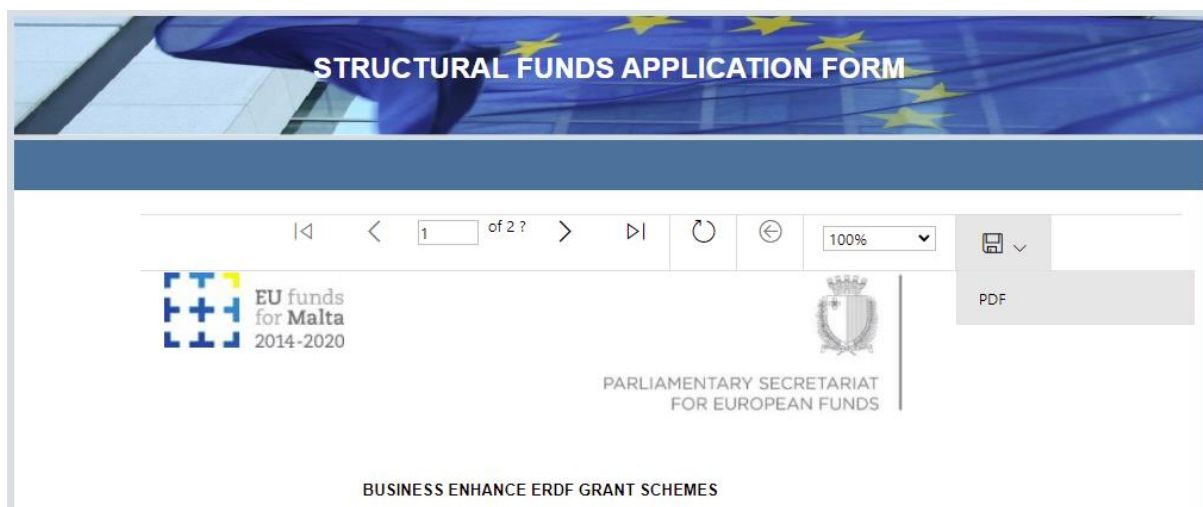 STRUCTURAL FUNDS APPLICATION FORM
1 of 2 ? 100%
PDF
EU funds
for Malta
2014-2020
PARLIAMENTARY SECRETARIAT
FOR EUROPEAN FUNDS
BUSINESS ENHANCE ERDF GRANT SCHEMES